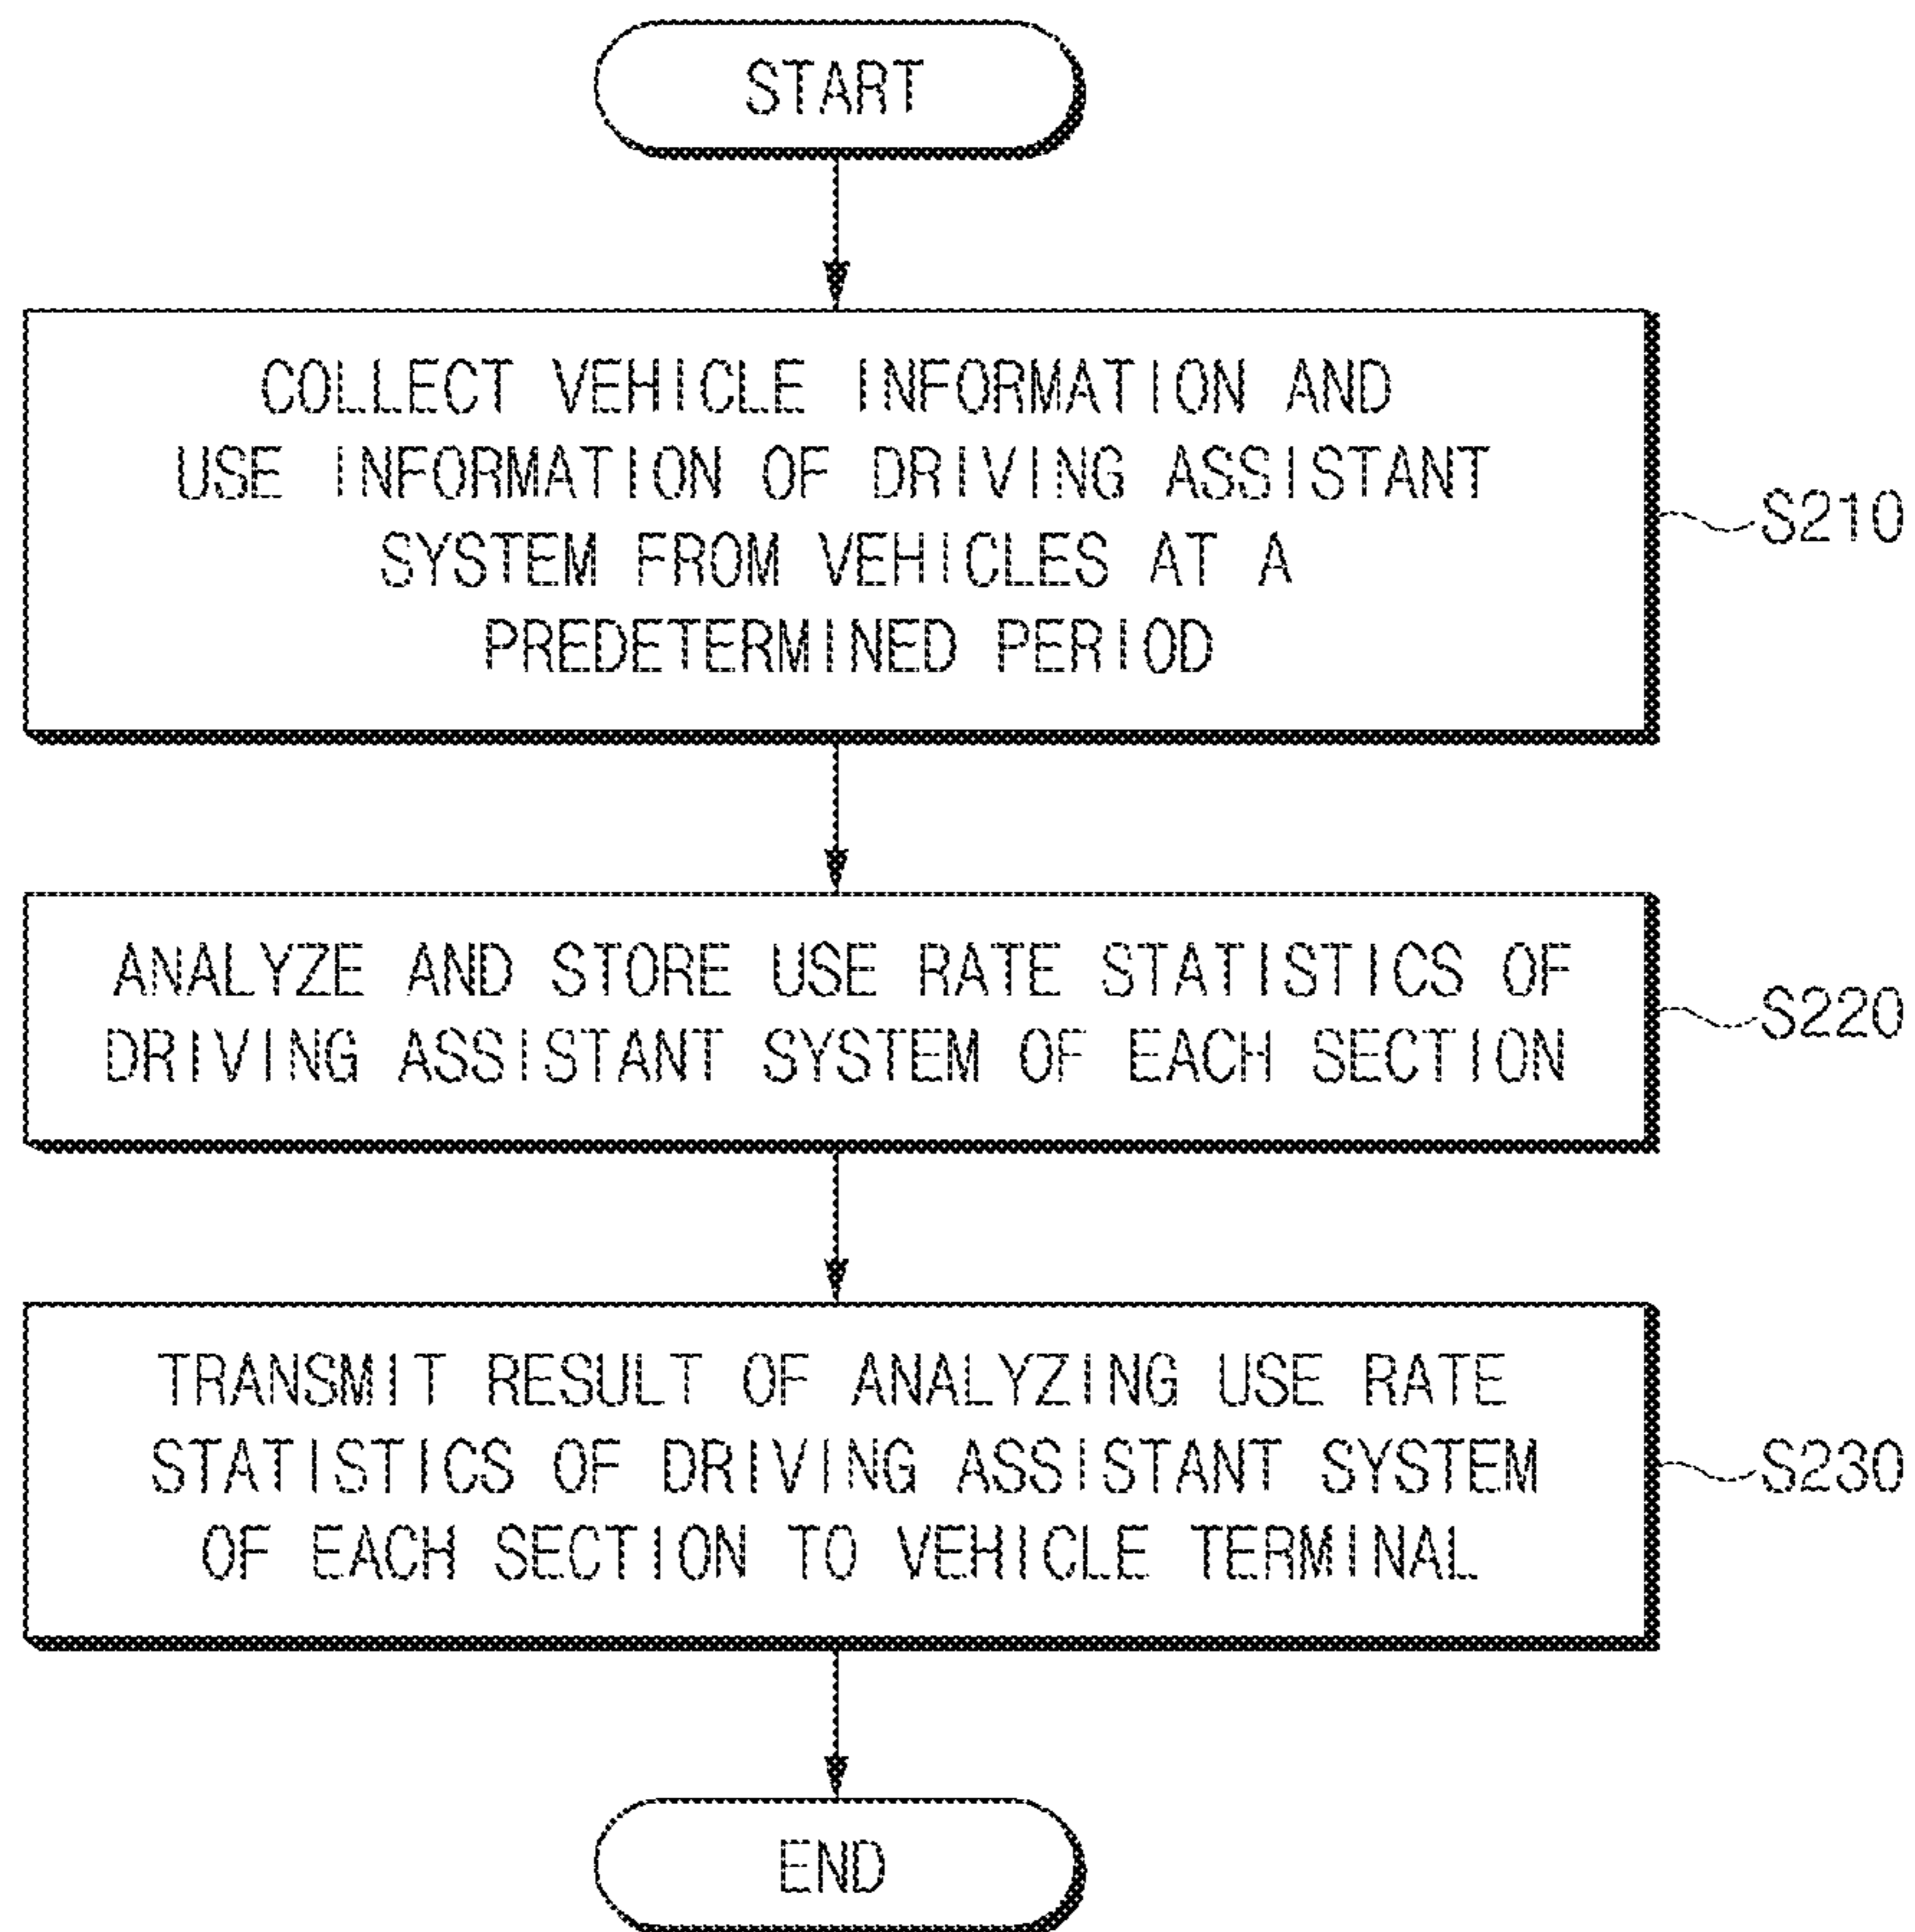 START
COLLECT VEHICLE INFORMATION AND
USE INFORMATION OF DRIVING ASSISTANT
SYSTEM FROM VEHICLES AT A
PREDETERMINED PERIOD
S210
ANALYZE AND STORE USE RATE STATISTICS OF
DRIVING ASSISTANT SYSTEM OF EACH SECTION
S220
TRANSMIT RESULT OF ANALYZING USE RATE
STATISTICS OF DRIVING ASSISTANT SYSTEM
OF EACH SECTION TO VEHICLE TERMINAL
S230
END